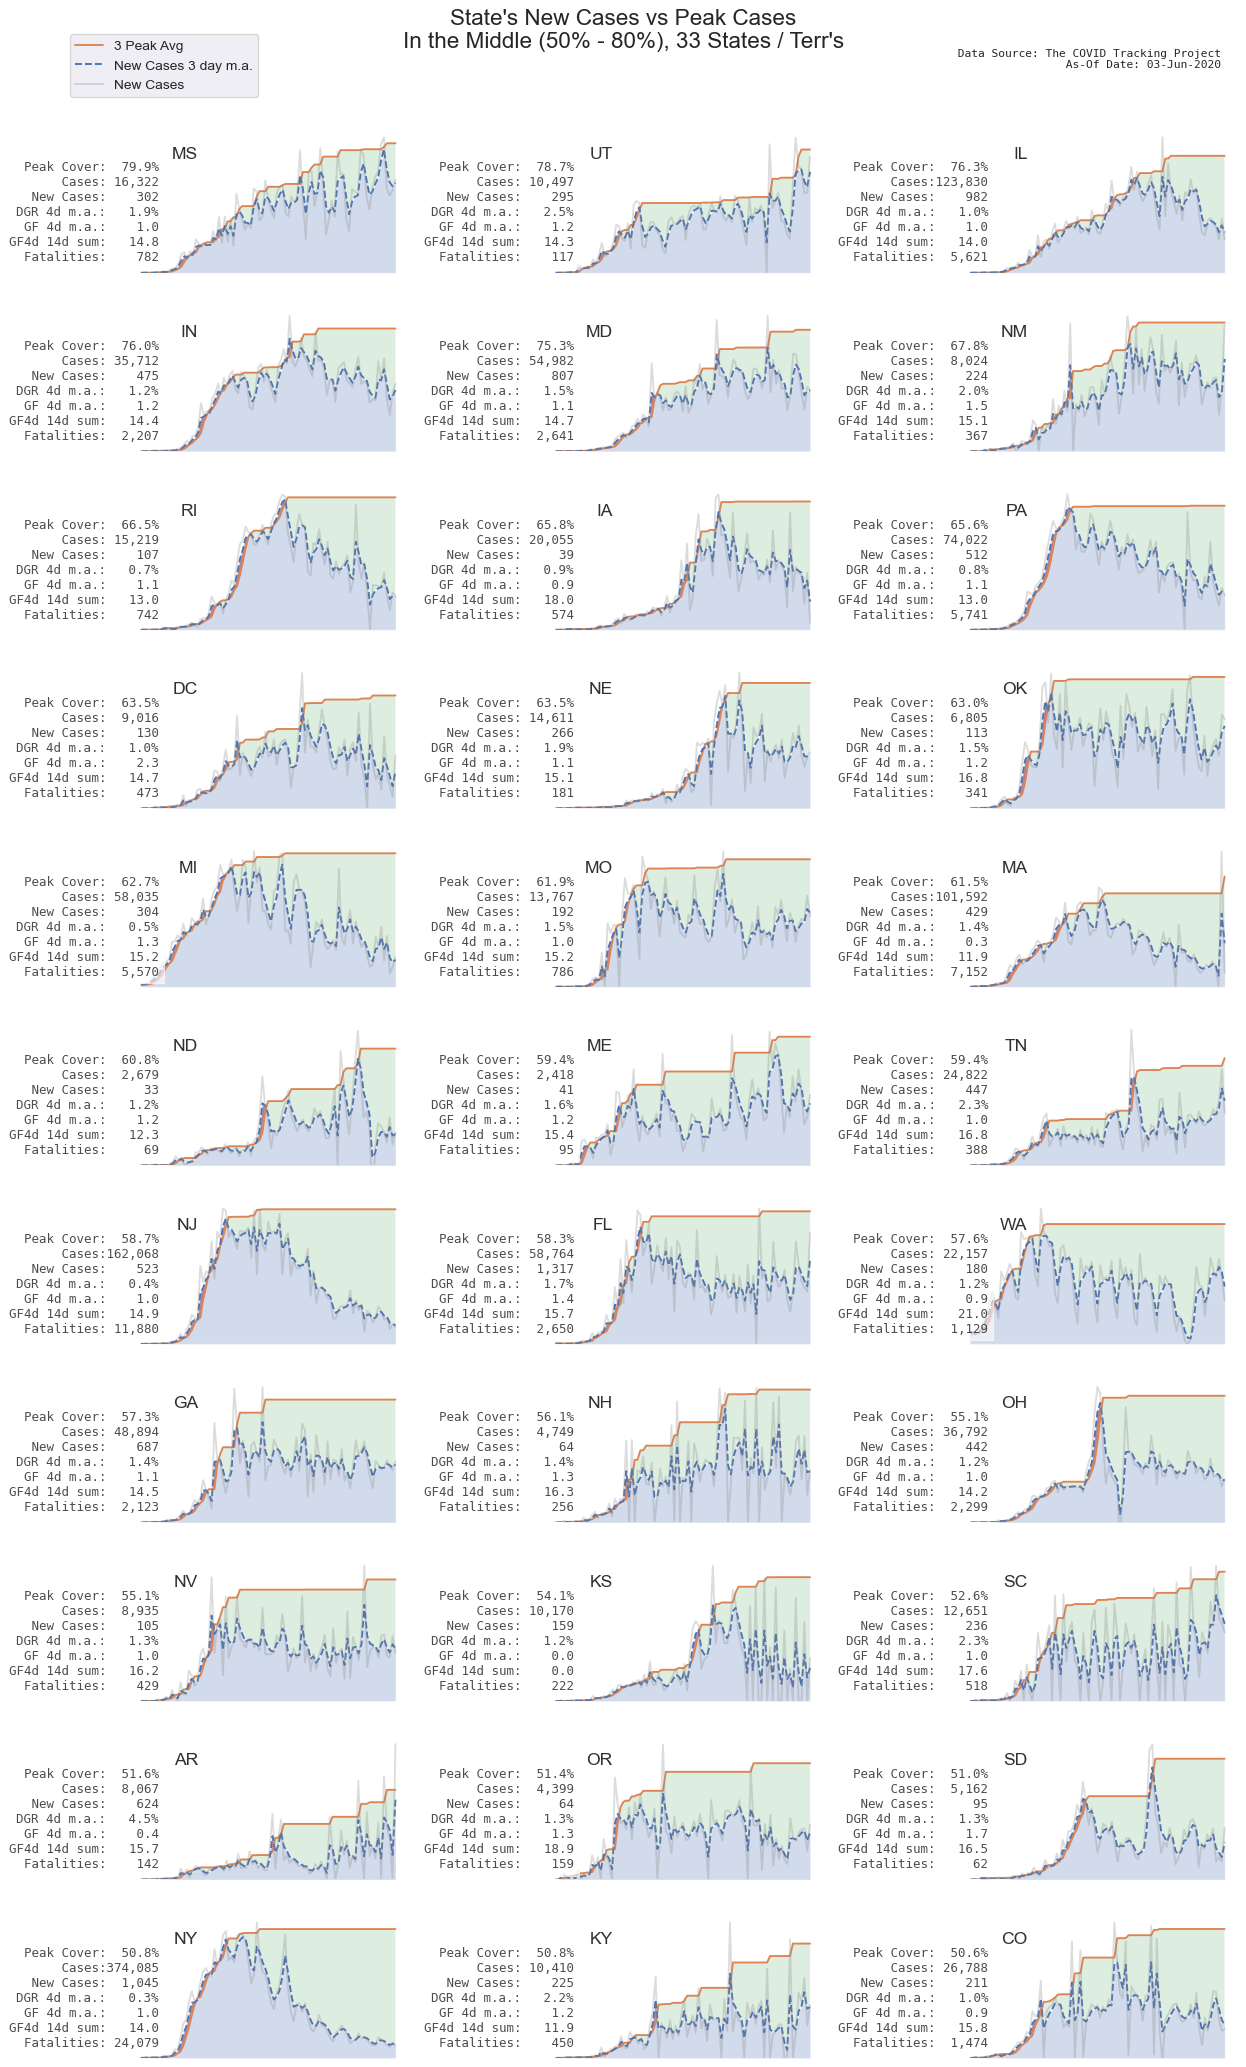 State's New Cases vs Peak Cases
In the Middle (50% - 80%), 33 States / Terr's
3 Peak Avg
New Cases 3 day m.a.
New Cases
Data Source: The COVID Tracking Project
As-Of Date: 03-Jun-2020
MS
Peak Cover: 79.9%
Cases: 16,322
New Cases: 302
DGR 4d m.a.: 1.9%
GF 4d m.a.: 1.0
GF4d 14d sum: 14.8
Fatalities: 782
UT
Peak Cover: 78.7%
Cases: 10,497
New Cases: 295
DGR 4d m.a.: 2.5%
GF 4d m.a.: 1.2
GF4d 14d sum: 14.3
Fatalities: 117
IL
Peak Cover: 76.3%
Cases:123,830
New Cases: 982
DGR 4d m.a.: 1.0%
GF 4d m.a.: 1.0
GF4d 14d sum: 14.0
Fatalities: 5,621
IN
Peak Cover: 76.0%
Cases: 35,712
New Cases: 475
DGR 4d m.a.: 1.2%
GF 4d m.a.: 1.2
GF4d 14d sum: 14.4
Fatalities: 2,207
MD
Peak Cover: 75.3%
Cases: 54,982
New Cases: 807
DGR 4d m.a.: 1.5%
GF 4d m.a.: 1.1
GF4d 14d sum: 14.7
Fatalities: 2,641
NM
Peak Cover: 67.8%
Cases: 8,024
New Cases: 224
DGR 4d m.a.: 2.0%
GF 4d m.a.: 1.5
GF4d 14d sum: 15.1
Fatalities: 367
RI
Peak Cover: 66.5%
Cases: 15,219
New Cases: 107
DGR 4d m.a.: 0.7%
GF 4d m.a.: 1.1
GF4d 14d sum: 13.0
Fatalities: 742
IA
Peak Cover: 65.8%
Cases: 20,055
New Cases: 39
DGR 4d m.a.: 0.9%
GF 4d m.a.: 0.9
GF4d 14d sum: 18.0
Fatalities: 574
PA
Peak Cover: 65.6%
Cases: 74,022
New Cases: 512
DGR 4d m.a.: 0.8%
GF 4d m.a.: 1.1
GF4d 14d sum: 13.0
Fatalities: 5,741
DC
Peak Cover: 63.5%
Cases: 9,016
New Cases: 130
DGR 4d m.a.: 1.0%
GF 4d m.a.: 2.3
GF4d 14d sum: 14.7
Fatalities: 473
NE
Peak Cover: 63.5%
Cases: 14,611
New Cases: 266
DGR 4d m.a.: 1.9%
GF 4d m.a.: 1.1
GF4d 14d sum: 15.1
Fatalities: 181
OK
Peak Cover: 63.0%
Cases: 6,805
New Cases: 113
DGR 4d m.a.: 1.5%
GF 4d m.a.: 1.2
GF4d 14d sum: 16.8
Fatalities: 341
MI
Peak Cover: 62.7%
Cases: 58,035
New Cases: 304
DGR 4d m.a.: 0.5%
GF 4d m.a.: 1.3
GF4d 14d sum: 15.2
Fatalities: 5,570
MO
Peak Cover: 61.9%
Cases: 13,767
New Cases: 192
DGR 4d m.a.: 1.5%
GF 4d m.a.: 1.0
GF4d 14d sum: 15.2
Fatalities: 786
MA
Peak Cover: 61.5%
Cases:101,592
New Cases: 429
DGR 4d m.a.: 1.4%
GF 4d m.a.: 0.3
GF4d 14d sum: 11.9
Fatalities: 7,152
ND
Peak Cover: 60.8%
Cases: 2,679
New Cases: 33
DGR 4d m.a.: 1.2%
GF 4d m.a.: 1.2
GF4d 14d sum: 12.3
Fatalities: 69
ME
Peak Cover: 59.4%
Cases: 2,418
New Cases: 41
DGR 4d m.a.: 1.6%
GF 4d m.a.: 1.2
GF4d 14d sum: 15.4
Fatalities: 95
TN
Peak Cover: 59.4%
Cases: 24,822
New Cases: 447
DGR 4d m.a.: 2.3%
GF 4d m.a.: 1.0
GF4d 14d sum: 16.8
Fatalities: 388
NJ
Peak Cover: 58.7%
Cases:162,068
New Cases: 523
DGR 4d m.a.: 0.4%
GF 4d m.a.: 1.0
GF4d 14d sum: 14.9
Fatalities: 11,880
FL
Peak Cover: 58.3%
Cases: 58,764
New Cases: 1,317
DGR 4d m.a.: 1.7%
GF 4d m.a.: 1.4
GF4d 14d sum: 15.7
Fatalities: 2,650
WA
Peak Cover: 57.6%
Cases: 22,157
New Cases: 180
DGR 4d m.a.: 1.2%
GF 4d m.a.: 0.9
GF4d 14d sum: 21.0
Fatalities: 1,129
GA
Peak Cover: 57.3%
Cases: 48,894
New Cases: 687
DGR 4d m.a.: 1.4%
GF 4d m.a.: 1.1
GF4d 14d sum: 14.5
Fatalities: 2,123
NH
Peak Cover: 56.1%
Cases: 4,749
New Cases: 64
DGR 4d m.a.: 1.4%
GF 4d m.a.: 1.3
GF4d 14d sum: 16.3
Fatalities: 256
OH
Peak Cover: 55.1%
Cases: 36,792
New Cases: 442
DGR 4d m.a.: 1.2%
GF 4d m.a.: 1.0
GF4d 14d sum: 14.2
Fatalities: 2,299
NV
Peak Cover: 55.1%
Cases: 8,935
New Cases: 105
DGR 4d m.a.: 1.3%
GF 4d m.a.: 1.0
GF4d 14d sum: 16.2
Fatalities: 429
KS
Peak Cover: 54.1%
Cases: 10,170
New Cases: 159
DGR 4d m.a.: 1.2%
GF 4d m.a.: 0.0
GF4d 14d sum: 0.0
Fatalities: 222
SC
Peak Cover: 52.6%
Cases: 12,651
New Cases: 236
DGR 4d m.a.: 2.3%
GF 4d m.a.: 1.0
GF4d 14d sum: 17.6
Fatalities: 518
AR
Peak Cover: 51.6%
Cases: 8,067
New Cases: 624
DGR 4d m.a.: 4.5%
GF 4d m.a.: 0.4
GF4d 14d sum: 15.7
Fatalities: 142
OR
Peak Cover: 51.4%
Cases: 4,399
New Cases: 64
DGR 4d m.a.: 1.3%
GF 4d m.a.: 1.3
GF4d 14d sum: 18.9
Fatalities: 159
SD
Peak Cover: 51.0%
Cases: 5,162
New Cases: 95
DGR 4d m.a.: 1.3%
GF 4d m.a.: 1.7
GF4d 14d sum: 16.5
Fatalities: 62
NY
Peak Cover: 50.8%
Cases:374,085
New Cases: 1,045
DGR 4d m.a.: 0.3%
GF 4d m.a.: 1.0
GF4d 14d sum: 14.0
Fatalities: 24,079
KY
Peak Cover: 50.8%
Cases: 10,410
New Cases: 225
DGR 4d m.a.: 2.2%
GF 4d m.a.: 1.2
GF4d 14d sum: 11.9
Fatalities: 450
CO
Peak Cover: 50.6%
Cases: 26,788
New Cases: 211
DGR 4d m.a.: 1.0%
GF 4d m.a.: 0.9
GF4d 14d sum: 15.8
Fatalities: 1,474